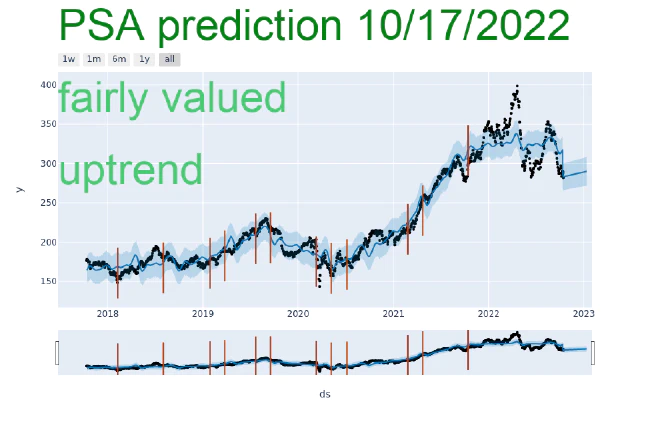 PSA prediction 10/17/2022
1w 1m 6m 1y all
fairly valued
uptrend
y
400
350
300
250
200
150
2018 2019 2020 2021 2022 2023
ds